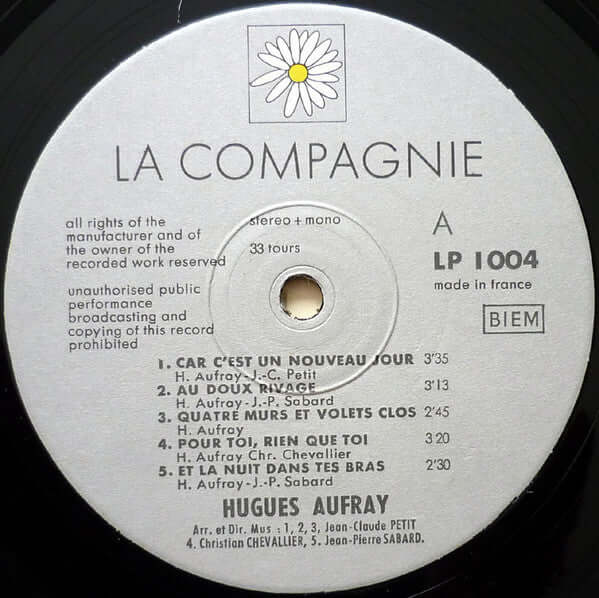 LA COMPAGNIE
all rights of the
manufacturer and of
the owner of the
recorded work reserved
unauthorised public
performance
broadcasting and
copying of this record
prohibited
stereo + mono
33 tours
A
LP 1004
made in france
BIEM
1. CAR C'EST UN NOUVEAU JOUR 3'35
H. Aufray-J.-C. Petit
2. AU DOUX RIVAGE 3'13
H. Aufray-J.-P. Sabard
3. QUATRE MURS ET VOLETS CLOS 2'45
H. Aufray
4. POUR TOI, RIEN QUE TOI 3'20
H. Aufray Chr. Chevallier
5. ET LA NUIT DANS TES BRAS 2'30
H. Aufray-J.-P. Sabard
HUGUES AUFRAY
Arr. et Dir. Mus : 1, 2, 3, Jean-Claude PETIT
4. Christian CHEVALLIER, 5. Jean-Pierre SABARD.